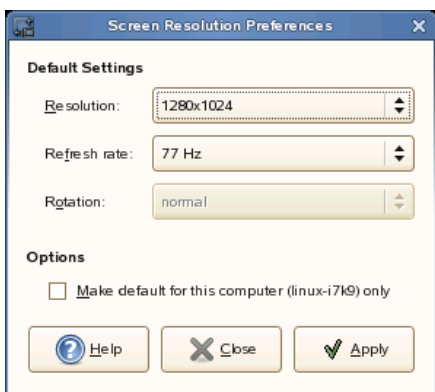 Screen Resolution Preferences
Default Settings
Resolution: 1280x1024
Refresh rate: 77 Hz
Rotation: normal
Options
Make default for this computer (linux-i7k9) only
Help Close Apply